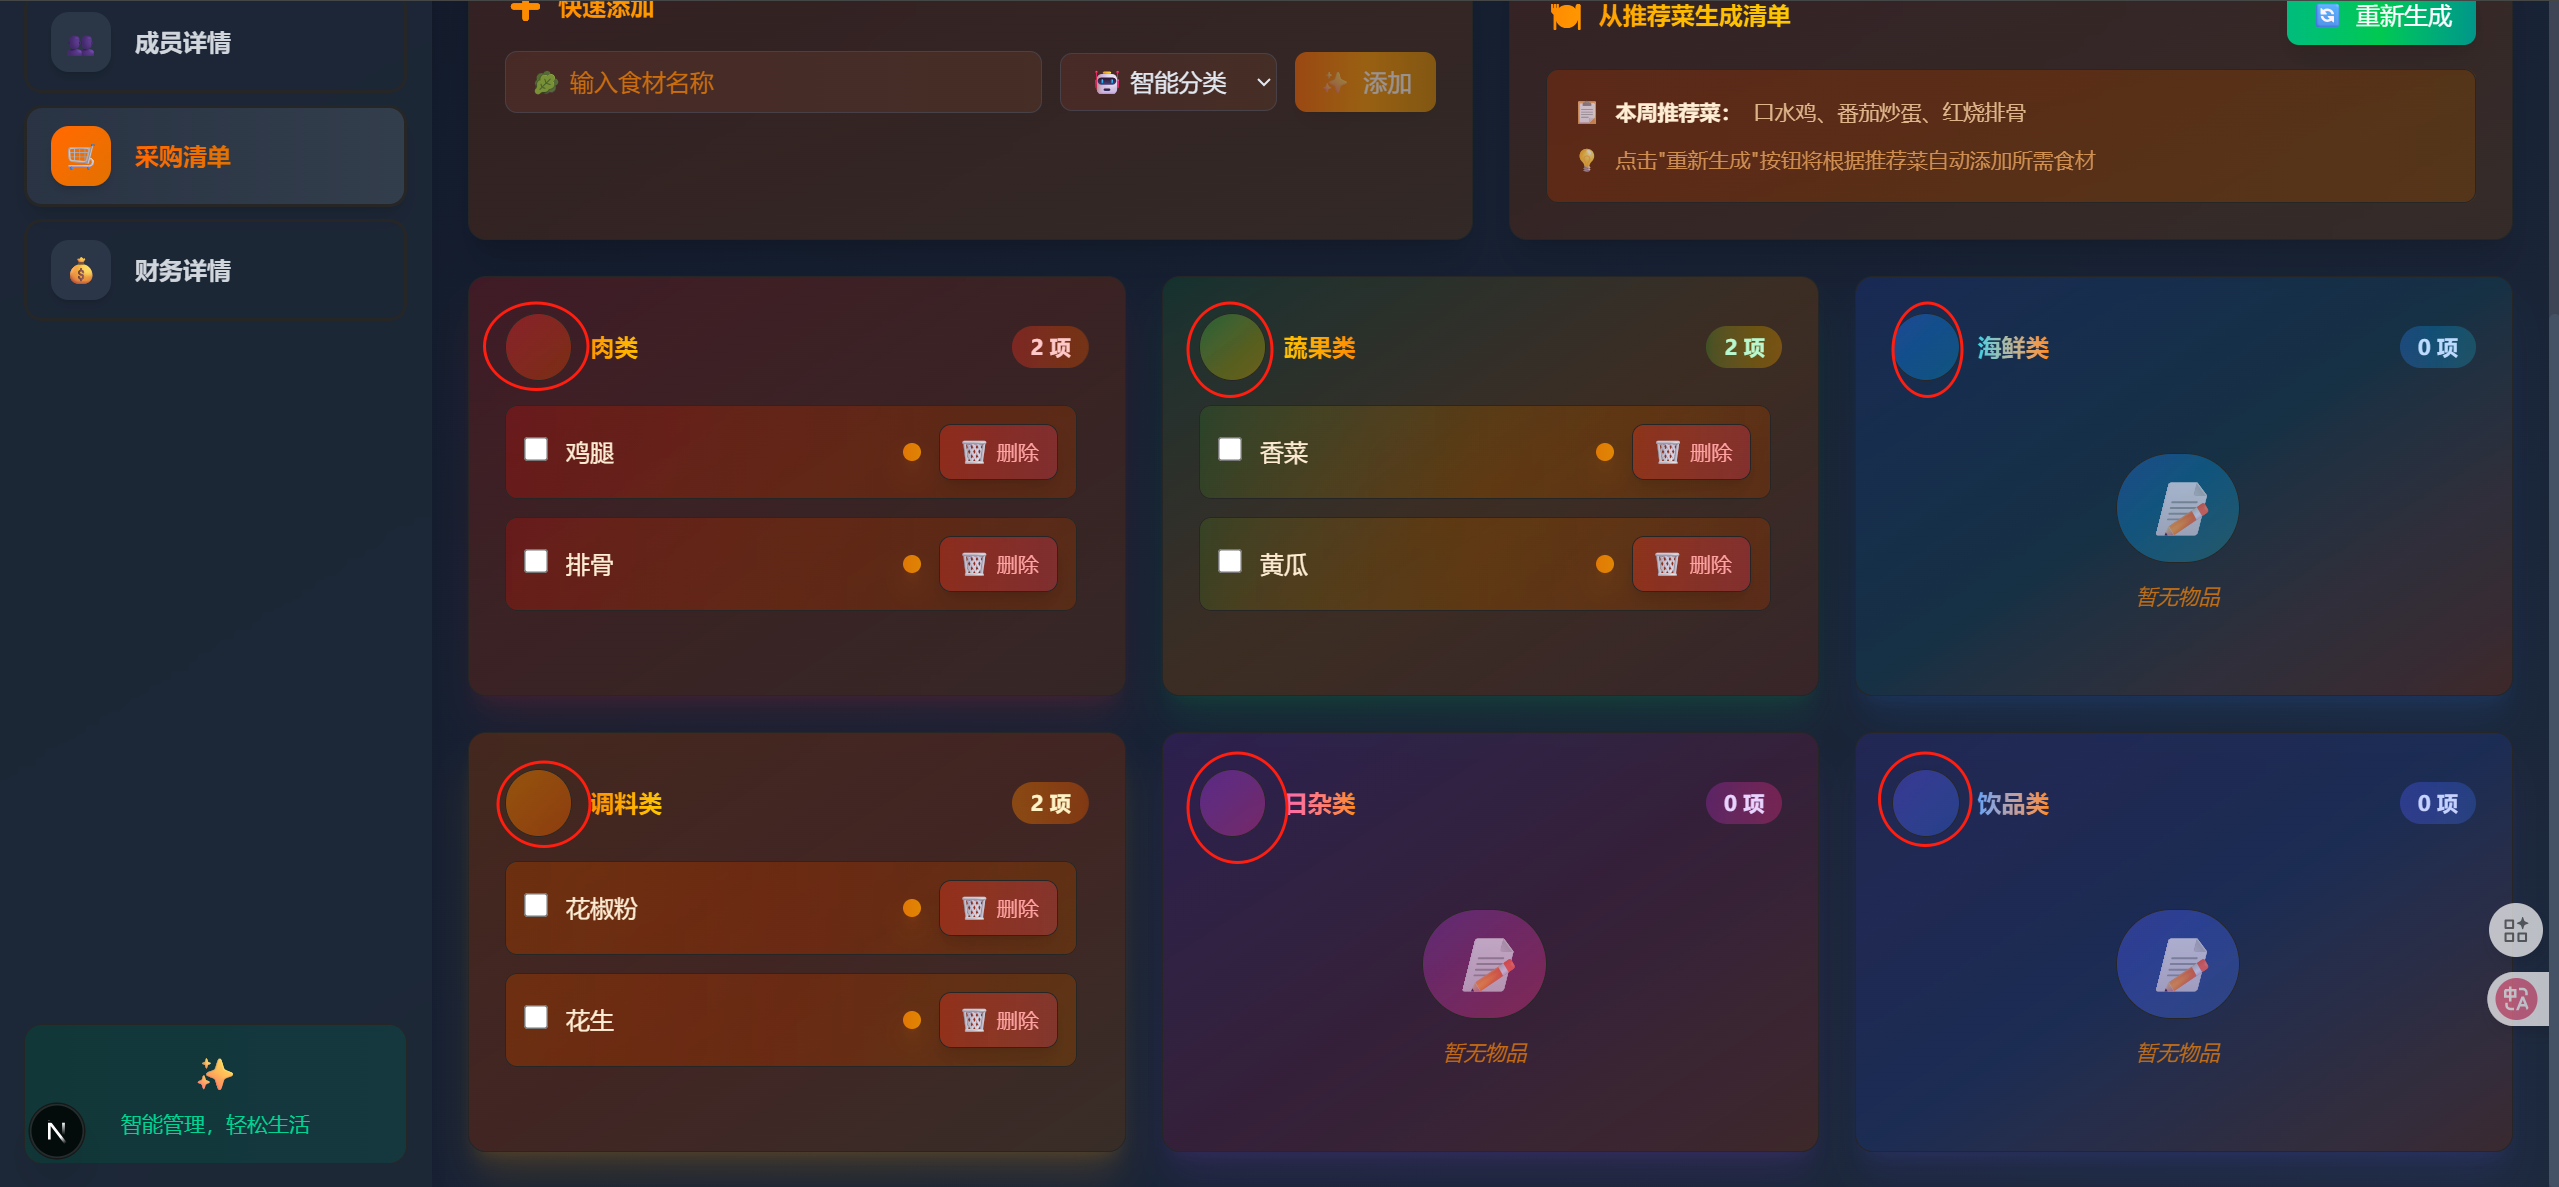 成员详情
采购清单
财务详情
智能管理，轻松生活
N
快速添加
输入食材名称
智能分类
添加
从推荐菜生成清单
重新生成
本周推荐菜： 口水鸡、番茄炒蛋、红烧排骨
点击"重新生成"按钮将根据推荐菜自动添加所需食材
肉类 2 项
鸡腿 删除
排骨 删除
蔬果类 2 项
香菜 删除
黄瓜 删除
海鲜类 0 项
暂无物品
调料类 2 项
花椒粉 删除
花生 删除
日杂类 0 项
暂无物品
饮品类 0 项
暂无物品
中A